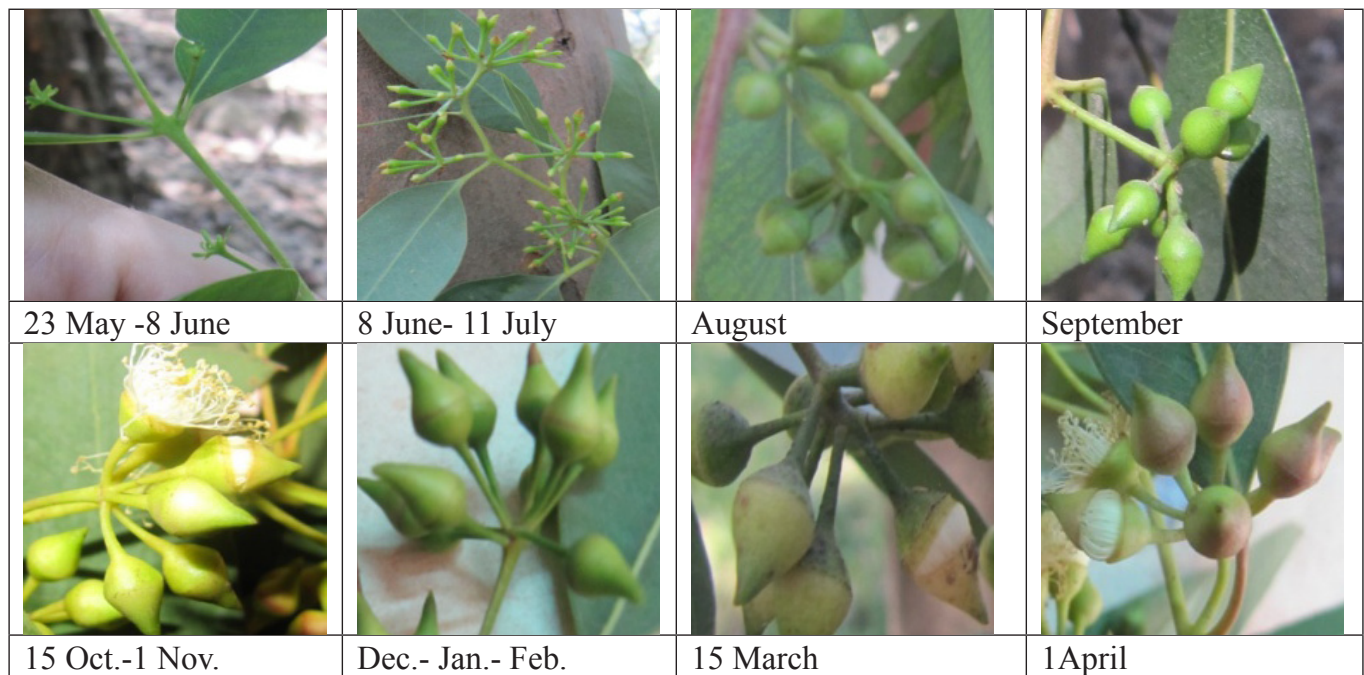 23 May -8 June
8 June- 11 July
August
September
15 Oct.-1 Nov.
Dec.- Jan.- Feb.
15 March
1April